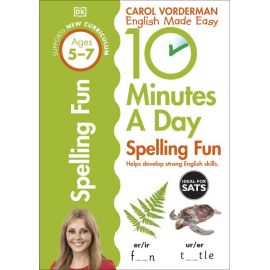 DK
SUPPORTS NEW CURRICULUM
Ages
5–7
Spelling Fun
CAROL VORDERMAN
English Made Easy
10
Minutes
A Day
Spelling Fun
Helps develop strong English skills.
IDEAL FOR
SATS
er/ir
f__n
ur/er
t__tle